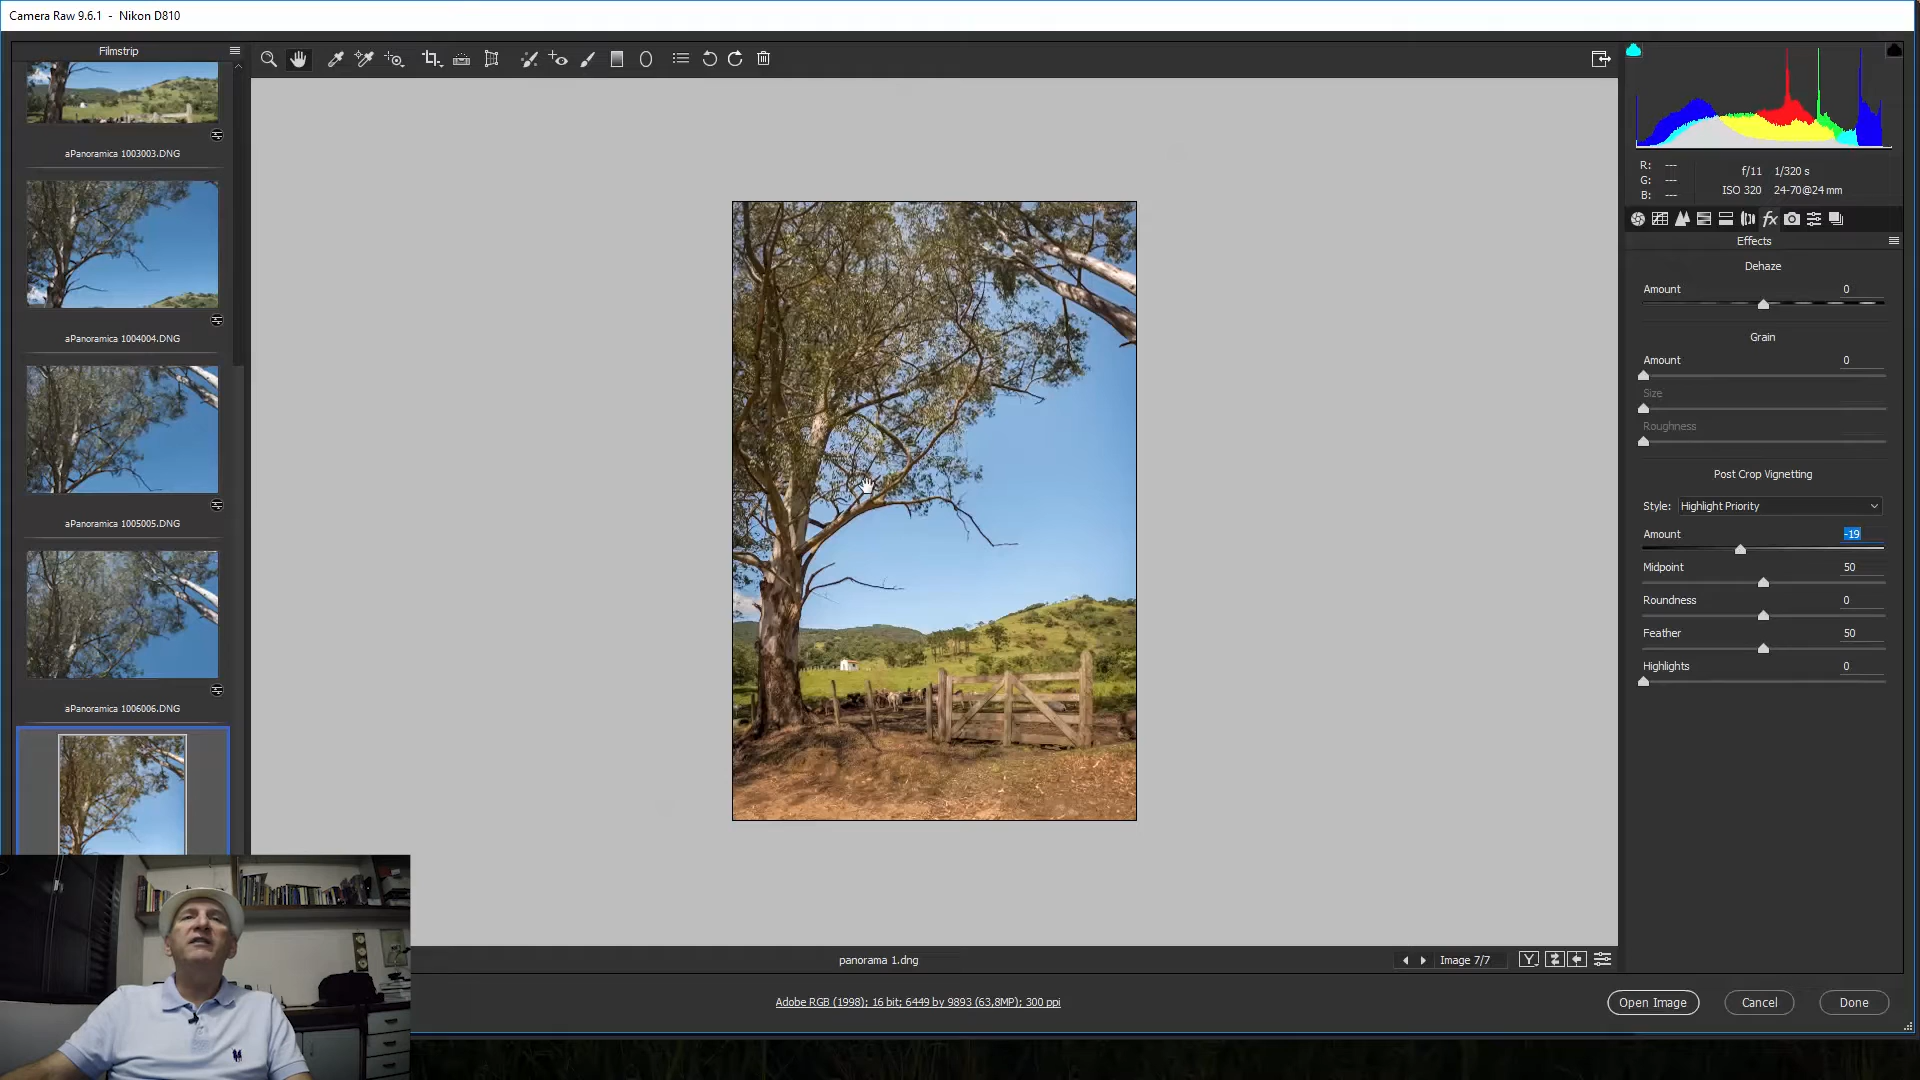 Camera Raw 9.6.1 - Nikon D810
Filmstrip
aPanoramica 1003003.DNG
aPanoramica 1004004.DNG
aPanoramica 1005005.DNG
aPanoramica 1006006.DNG
panorama 1.dng
Image 7/7
Adobe RGB (1998); 16 bit; 6449 by 9893 (63,8MP); 300 ppi
Open Image
Cancel
Done
R: ---
G: ---
B: ---
f/11 1/320 s
ISO 320 24-70@24 mm
fx
Effects
Dehaze
Amount 0
Grain
Amount 0
Size
Roughness
Post Crop Vignetting
Style: Highlight Priority
Amount -19
Midpoint 50
Roundness 0
Feather 50
Highlights 0